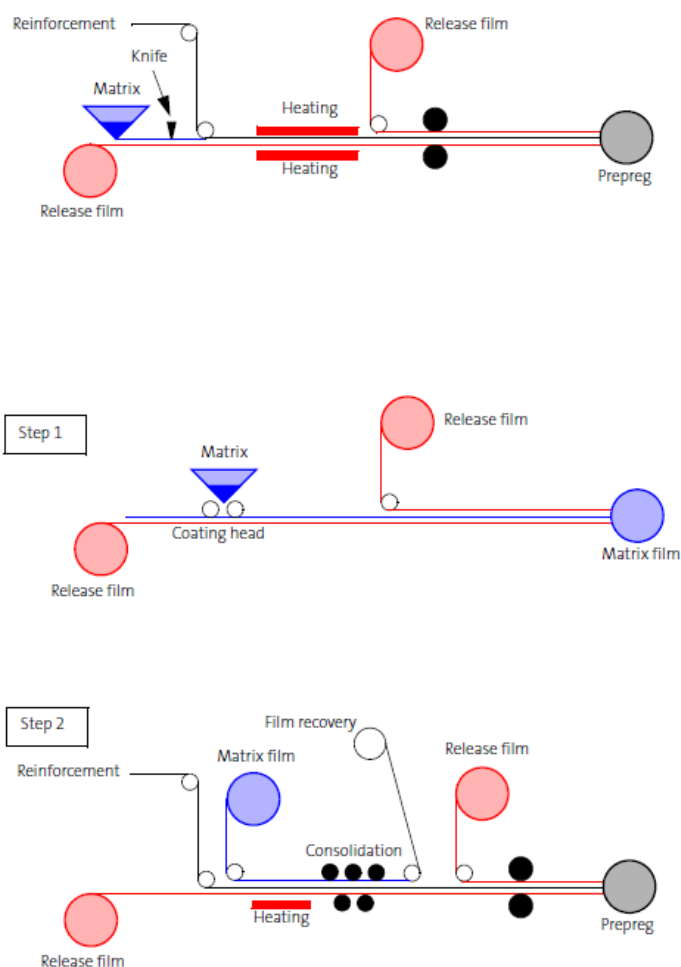 Reinforcement
Release film
Knife
Matrix
Heating
Heating
Prepreg
Release film
Step 1
Release film
Matrix
Coating head
Matrix film
Release film
Step 2
Film recovery
Matrix film
Release film
Reinforcement
Consolidation
Heating
Prepreg
Release film